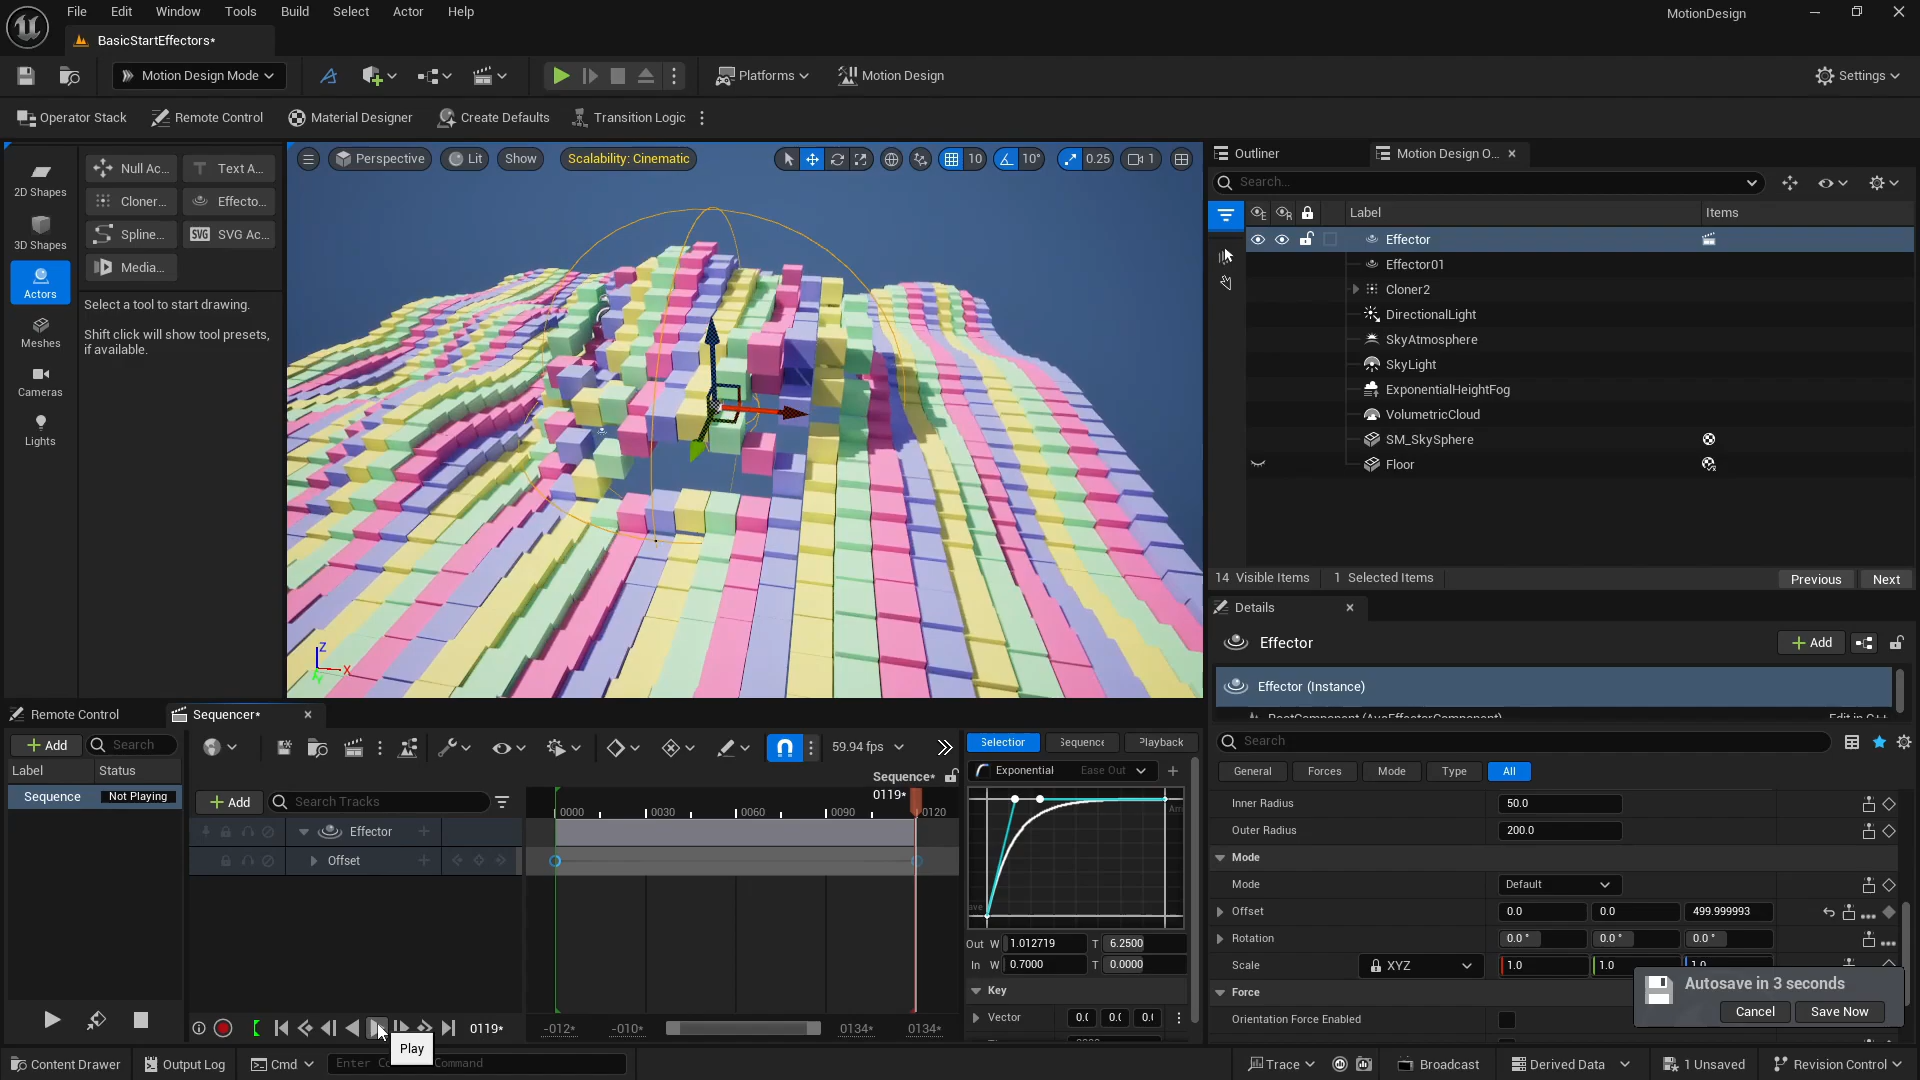 File Edit Window Tools Build Select Actor Help
MotionDesign
BasicStartEffectors*
Motion Design Mode
Platforms
Motion Design
Settings
Operator Stack
Remote Control
Material Designer
Create Defaults
Transition Logic
2D Shapes
3D Shapes
Actors
Meshes
Cameras
Lights
Null Ac...
Text A...
Cloner...
Effecto...
Spline...
SVG SVG Ac...
Media...
Select a tool to start drawing.
Shift click will show tool presets,
if available.
Perspective
Lit
Show
Scalability: Cinematic
10
10°
0.25
1
Z
X
Y
Outliner
Motion Design O...
Search...
Label
Items
Effector
Effector01
Cloner2
DirectionalLight
SkyAtmosphere
SkyLight
ExponentialHeightFog
VolumetricCloud
SM_SkySphere
Floor
14 Visible Items
1 Selected Items
Previous
Next
Details
Effector
Add
Effector (Instance)
RootComponent (AvaEffectorComponent)
Edit in C++
Search
General
Forces
Mode
Type
All
Inner Radius 50.0
Outer Radius 200.0
Mode
Mode Default
Offset 0.0 0.0 499.999993
Rotation 0.0° 0.0° 0.0°
Scale XYZ 1.0 1.0 1.0
Force
Orientation Force Enabled
Autosave in 3 seconds
Cancel
Save Now
Remote Control
Sequencer*
Add
Search
Label
Status
Sequence
Not Playing
59.94 fps
Sequence*
Add
Search Tracks
0119*
0000 0030 0060 0090 0120
Effector
Offset
0119*
-012*
-010*
0134*
0134*
Play
Selection
Sequence
Playback
Exponential
Ease Out
Out W 1.012719 T 6.2500
In W 0.7000 T 0.0000
Key
Vector
Content Drawer
Output Log
Cmd
Trace
Broadcast
Derived Data
1 Unsaved
Revision Control